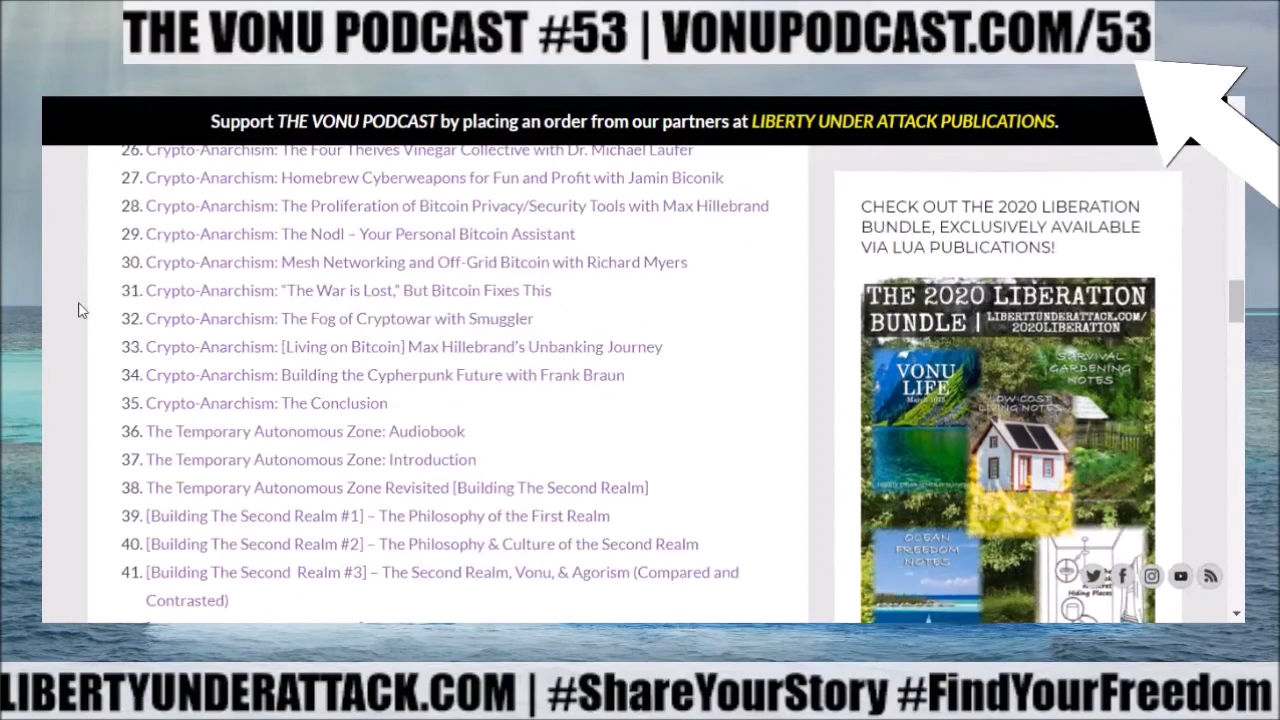 THE VONU PODCAST #53 | VONUPODCAST.COM/53
Support THE VONU PODCAST by placing an order from our partners at LIBERTY UNDER ATTACK PUBLICATIONS.
26. Crypto-Anarchism: The Four Theives Vinegar Collective with Dr. Michael Laufer
27. Crypto-Anarchism: Homebrew Cyberweapons for Fun and Profit with Jamin Biconik
28. Crypto-Anarchism: The Proliferation of Bitcoin Privacy/Security Tools with Max Hillebrand
29. Crypto-Anarchism: The Nodl – Your Personal Bitcoin Assistant
30. Crypto-Anarchism: Mesh Networking and Off-Grid Bitcoin with Richard Myers
31. Crypto-Anarchism: “The War is Lost,” But Bitcoin Fixes This
32. Crypto-Anarchism: The Fog of Cryptowar with Smuggler
33. Crypto-Anarchism: [Living on Bitcoin] Max Hillebrand’s Unbanking Journey
34. Crypto-Anarchism: Building the Cypherpunk Future with Frank Braun
35. Crypto-Anarchism: The Conclusion
36. The Temporary Autonomous Zone: Audiobook
37. The Temporary Autonomous Zone: Introduction
38. The Temporary Autonomous Zone Revisited [Building The Second Realm]
39. [Building The Second Realm #1] – The Philosophy of the First Realm
40. [Building The Second Realm #2] – The Philosophy & Culture of the Second Realm
41. [Building The Second Realm #3] – The Second Realm, Vonu, & Agorism (Compared and
Contrasted)
CHECK OUT THE 2020 LIBERATION
BUNDLE, EXCLUSIVELY AVAILABLE
VIA LUA PUBLICATIONS!
THE 2020 LIBERATION
BUNDLE | LIBERTYUNDERATTACK.COM/
2020LIBERATION
VONU
LIFE
March 1973
SURVIVAL
GARDENING
NOTES
LOW-COST
LIVING NOTES
OCEAN
FREEDOM
NOTES
Hiding Places
LIBERTYUNDERATTACK.COM | #ShareYourStory #FindYourFreedom